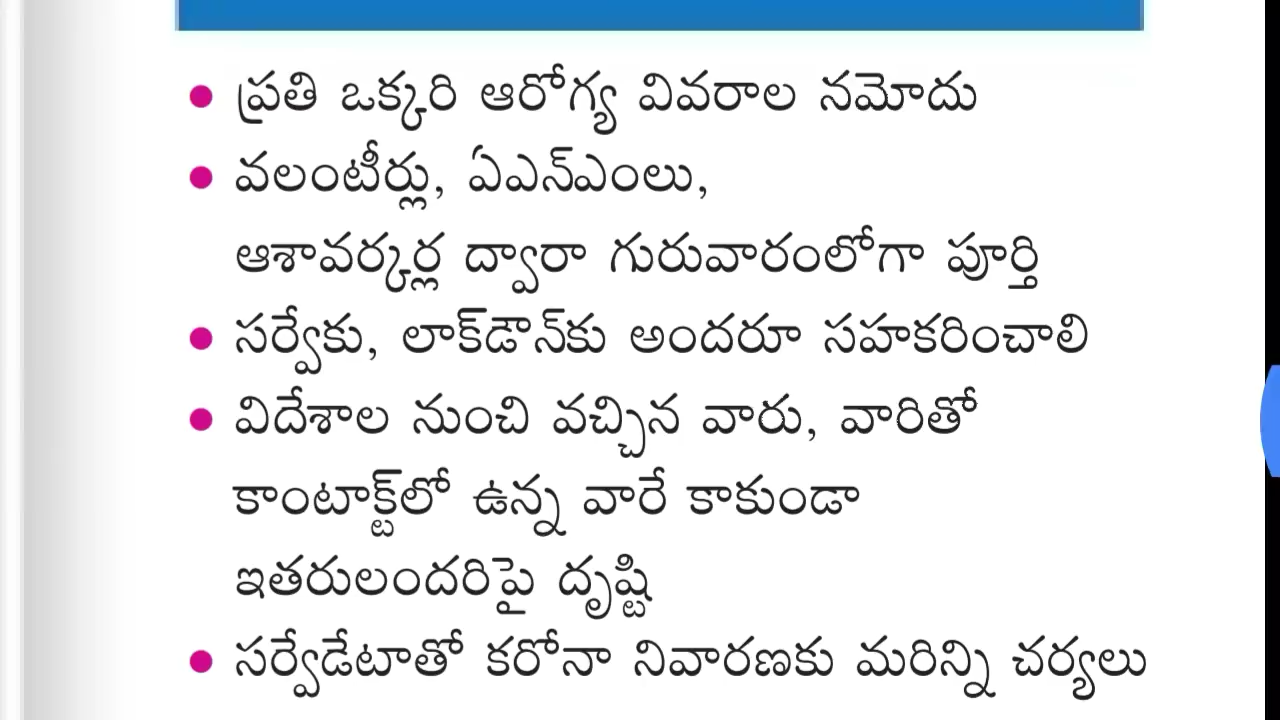 • ప్రతి ఒక్కరి ఆరోగ్య వివరాల నమోదు
• వలంటీర్లు, ఏఎన్ఎంలు,
ఆశావర్కర్ల ద్వారా గురువారంలోగా పూర్తి
• సర్వేకు, లాక్‌డౌన్‌కు అందరూ సహకరించాలి
• విదేశాల నుంచి వచ్చిన వారు, వారితో
కాంటాక్ట్‌లో ఉన్న వారే కాకుండా
ఇతరులందరిపై దృష్టి
• సర్వేడేటాతో కరోనా నివారణకు మరిన్ని చర్యలు